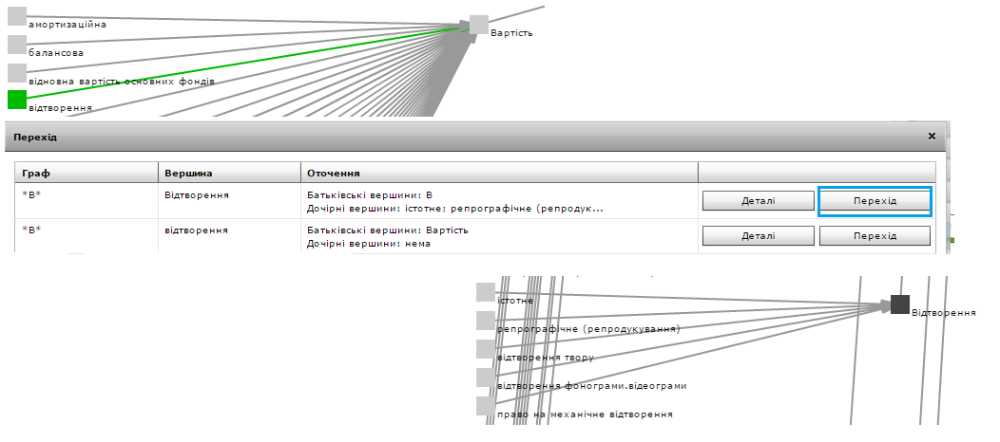 амортизаційна
Вартість
балансова
відновна вартість основних фондів
відтворення
Перехід ×
Граф Вершина Оточення
*В* Відтворення Батьківські вершини: В
Дочірні вершини: істотне; репрографічне (репродук... Деталі Перехід
*В* відтворення Батьківські вершини: Вартість
Дочірні вершини: нема Деталі Перехід
істотне
Відтворення
репрографічне (репродукування)
відтворення твору
відтворення фонограми.відеограми
право на механічне відтворення